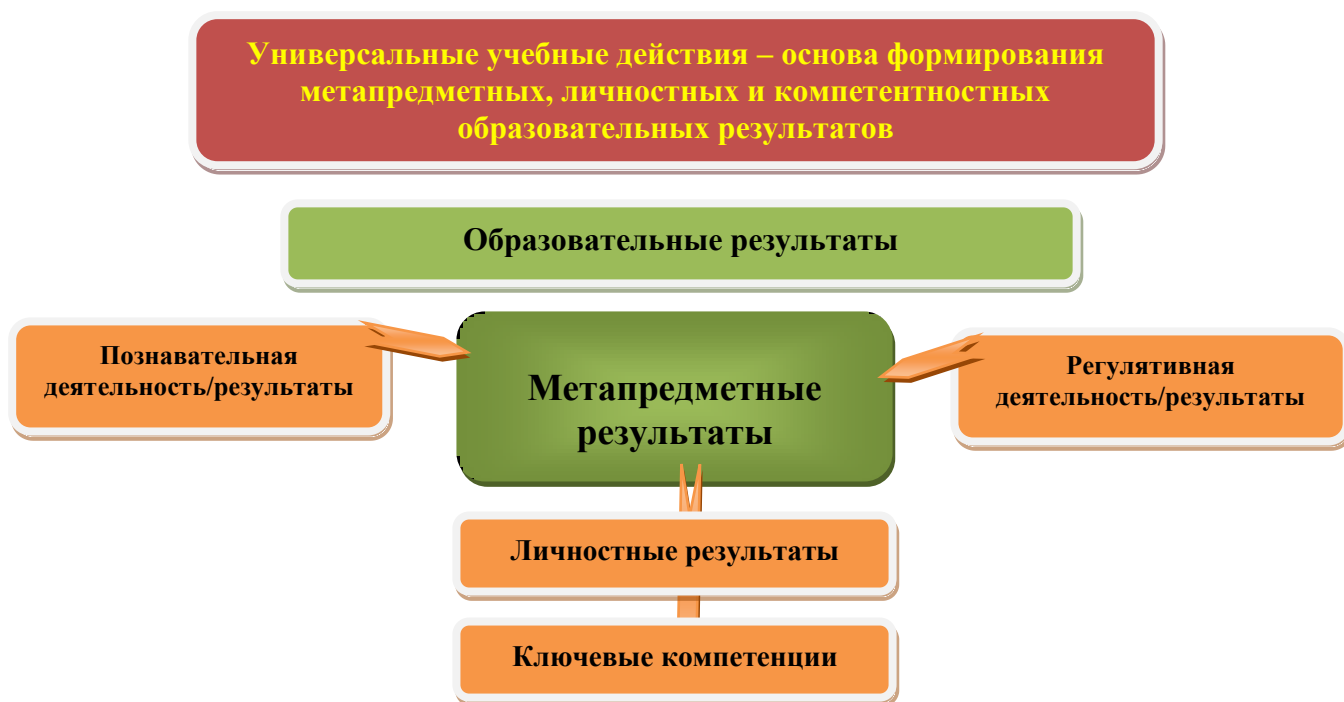 Универсальные учебные действия – основа формирования
метапредметных, личностных и компетентностных
образовательных результатов
Образовательные результаты
Познавательная
деятельность/результаты
Метапредметные
результаты
Регулятивная
деятельность/результаты
Личностные результаты
Ключевые компетенции